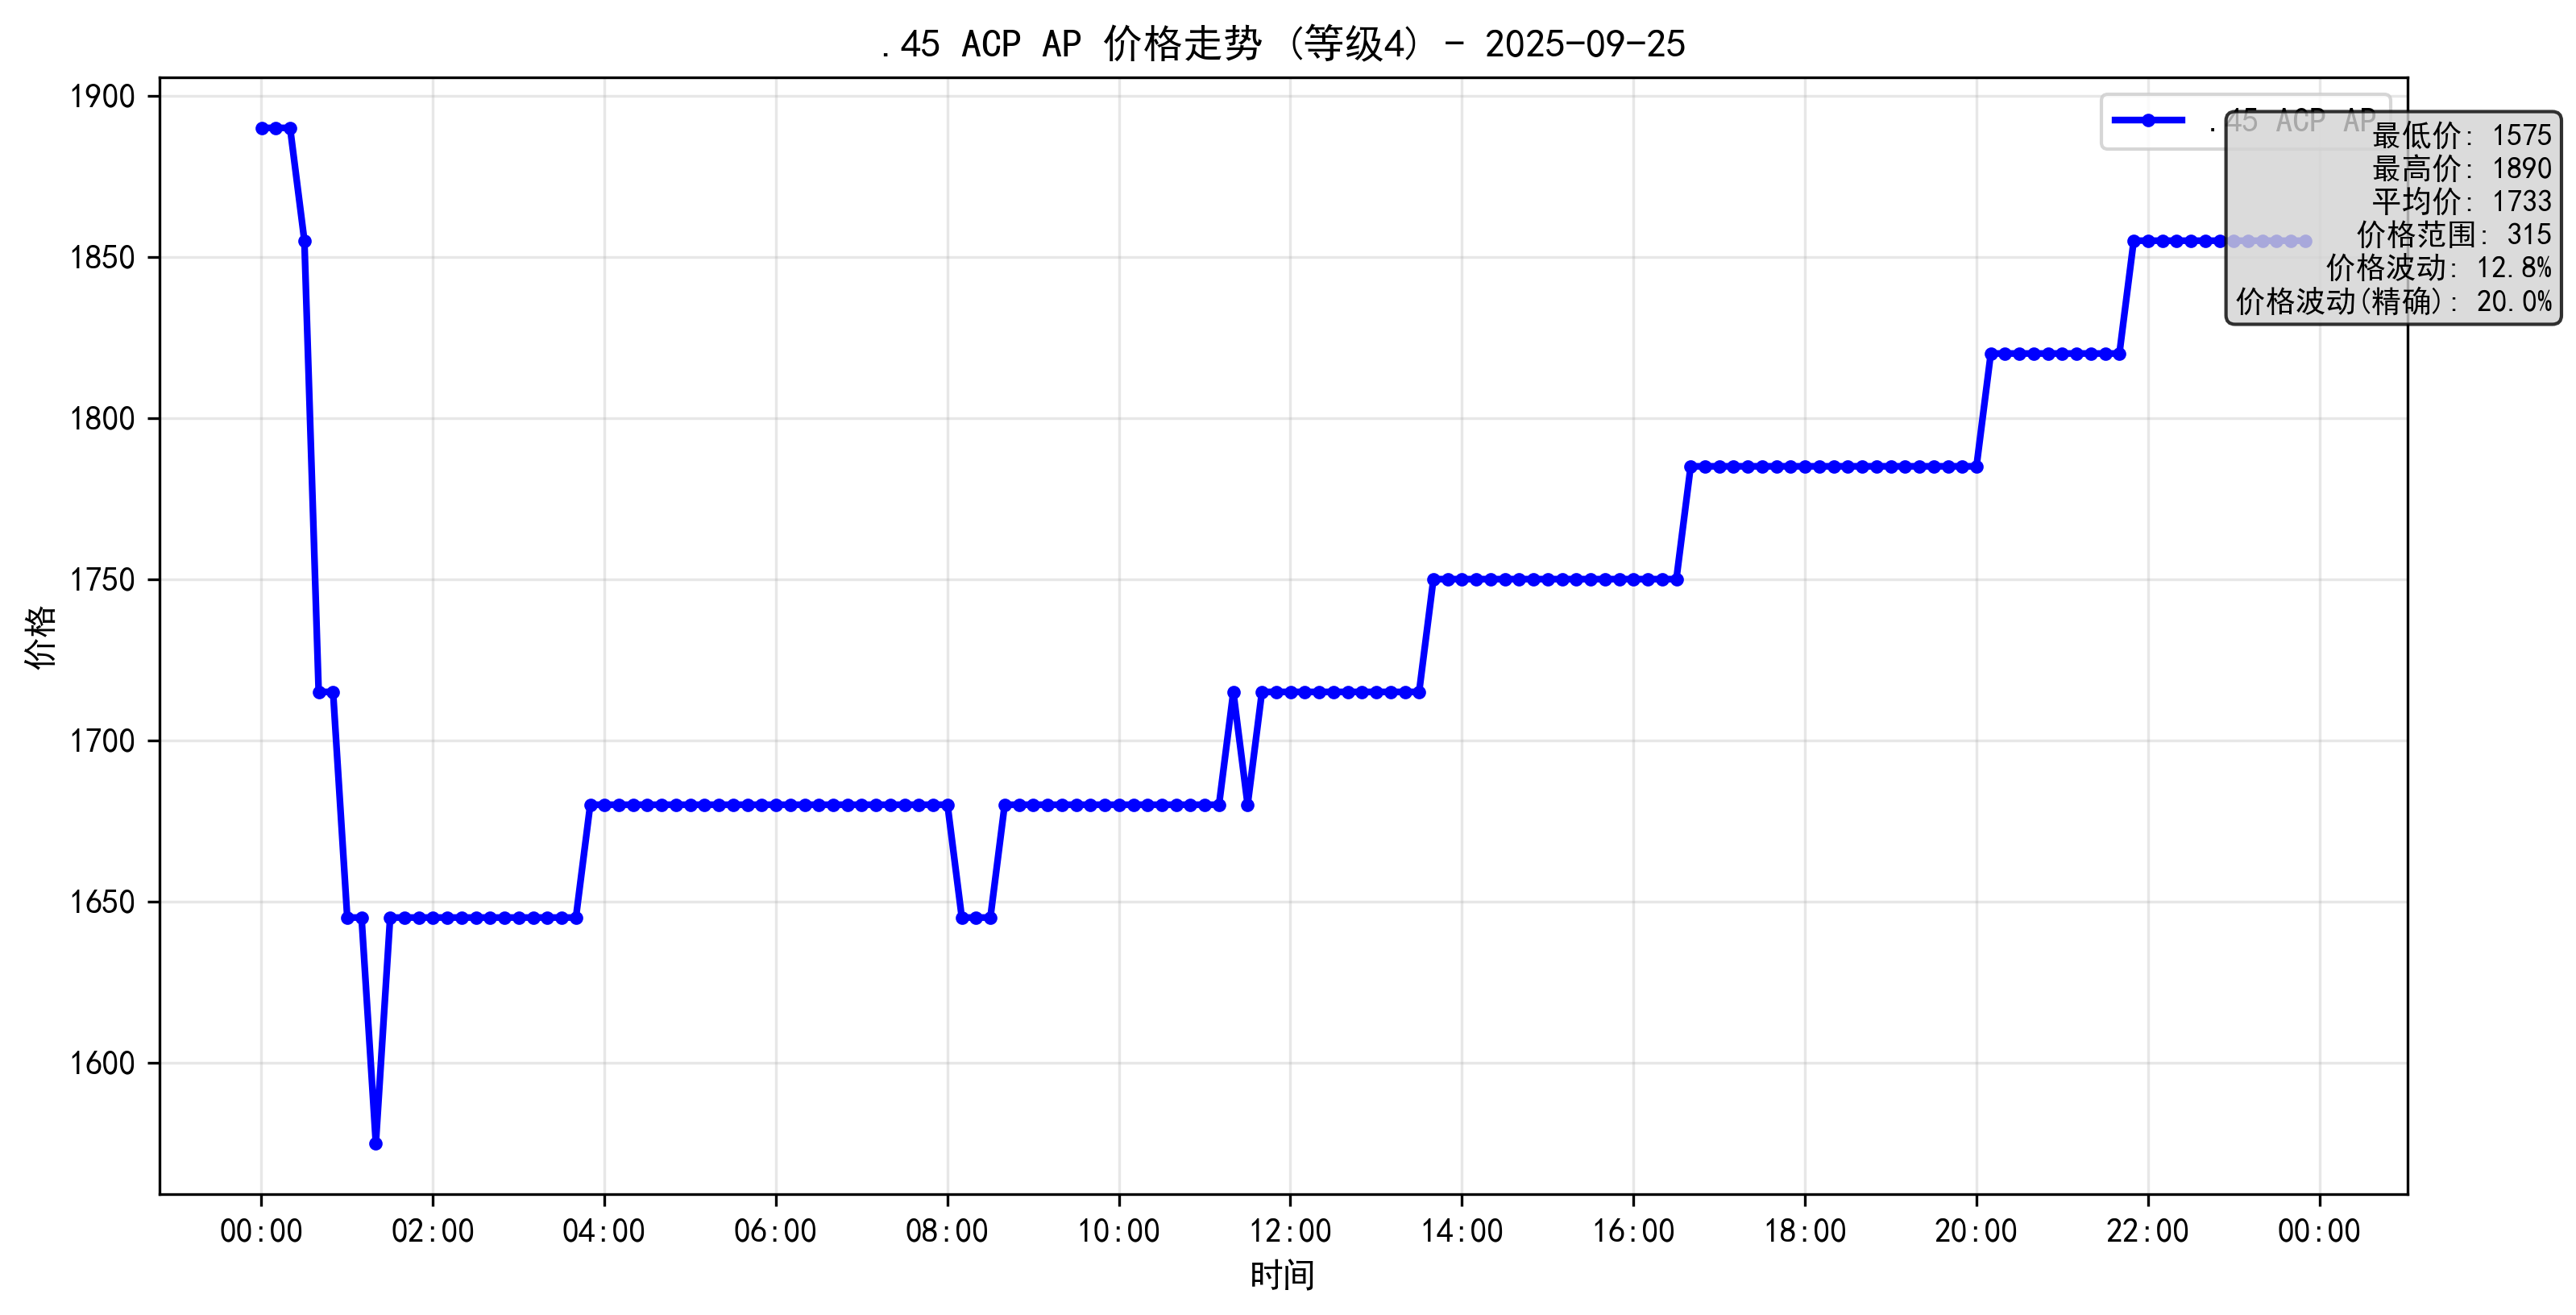 .45 ACP AP 价格走势 (等级4) - 2025-09-25
1900
1850
1800
1750
1700
1650
1600
价格
.45 ACP AP
最低价: 1575
最高价: 1890
平均价: 1733
价格范围: 315
价格波动: 12.8%
价格波动(精确): 20.0%
00:00 02:00 04:00 06:00 08:00 10:00 12:00 14:00 16:00 18:00 20:00 22:00 00:00
时间